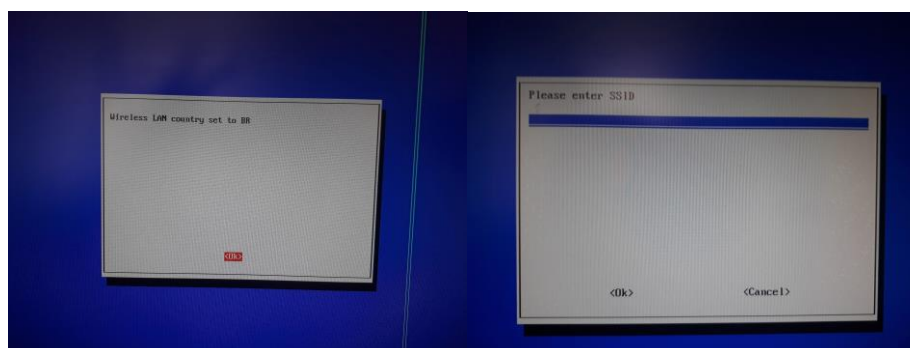 Wireless LAN country set to BR
<Ok>
Please enter SSID
<Ok> <Cancel>